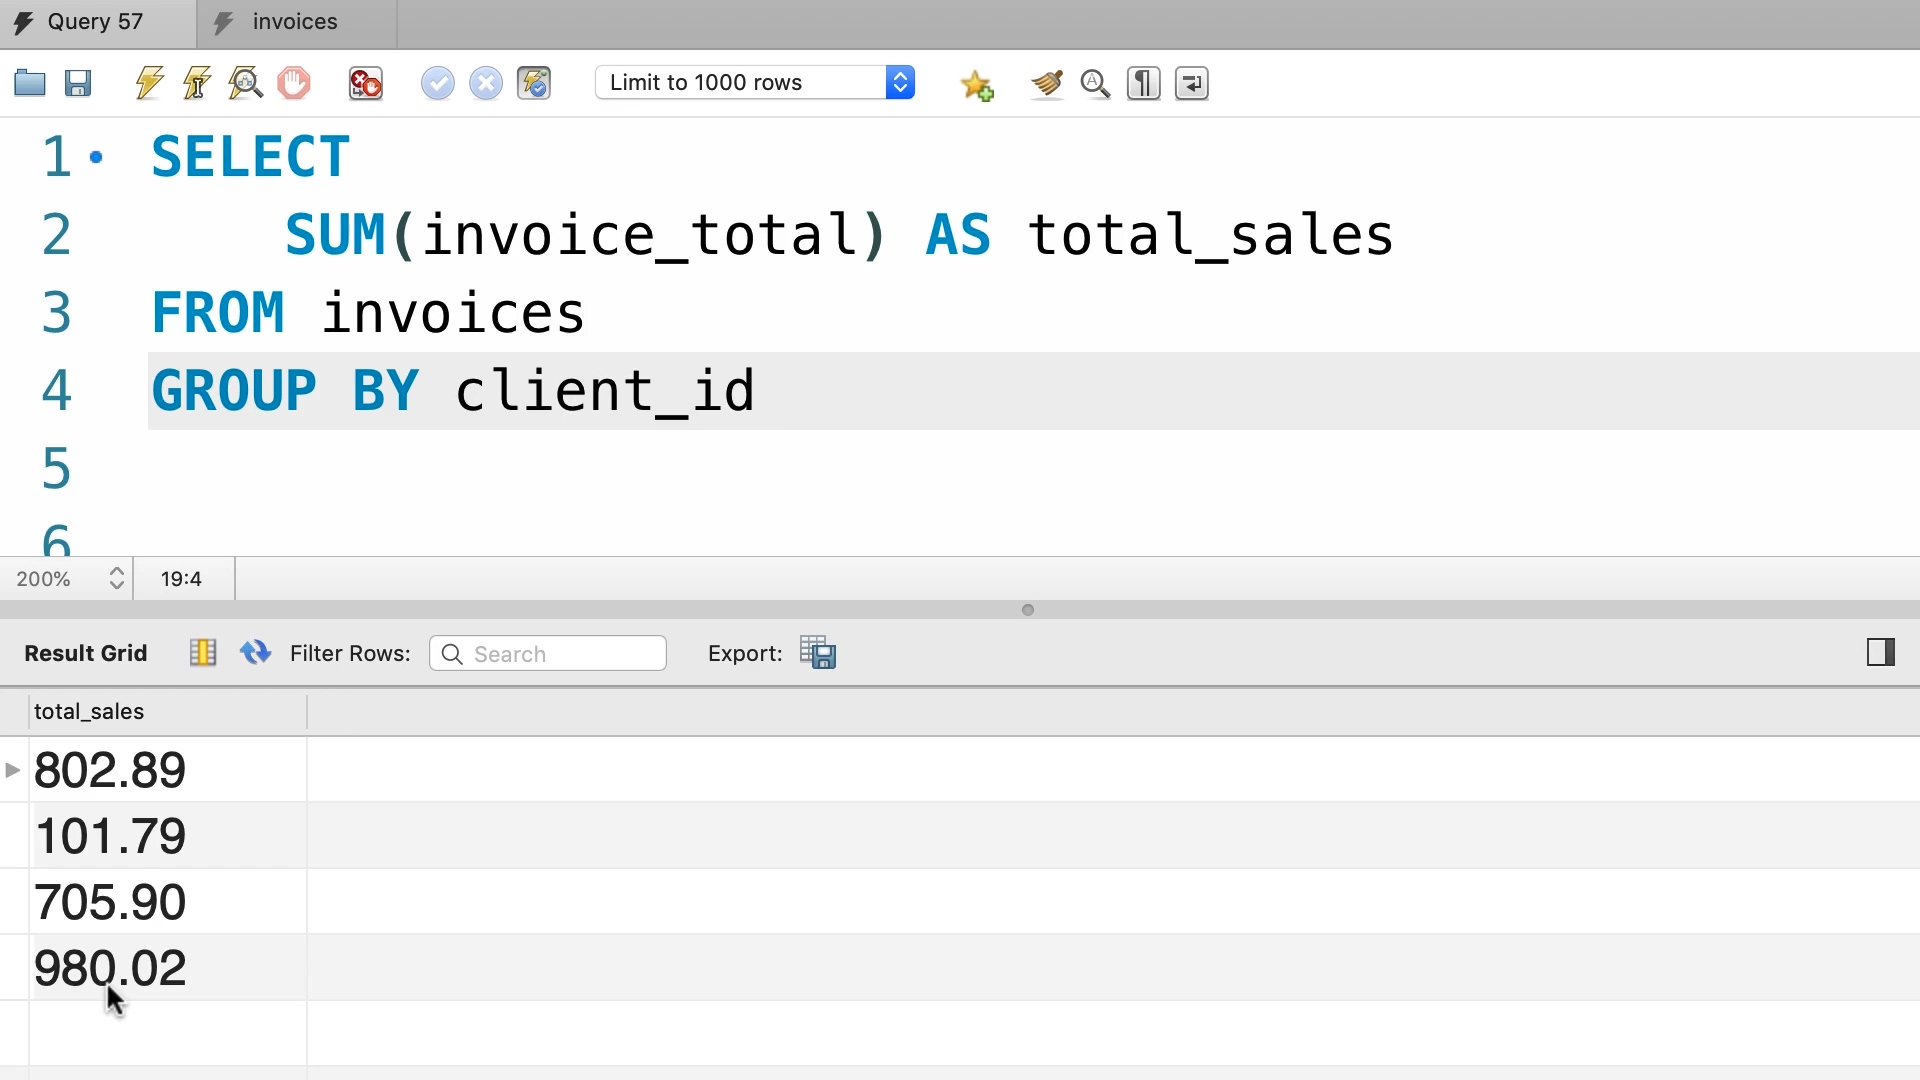 Query 57
invoices
Limit to 1000 rows
1 SELECT
2 SUM(invoice_total) AS total_sales
3 FROM invoices
4 GROUP BY client_id
5
6
200% 19:4
Result Grid Filter Rows: Search Export:
total_sales
802.89
101.79
705.90
980.02